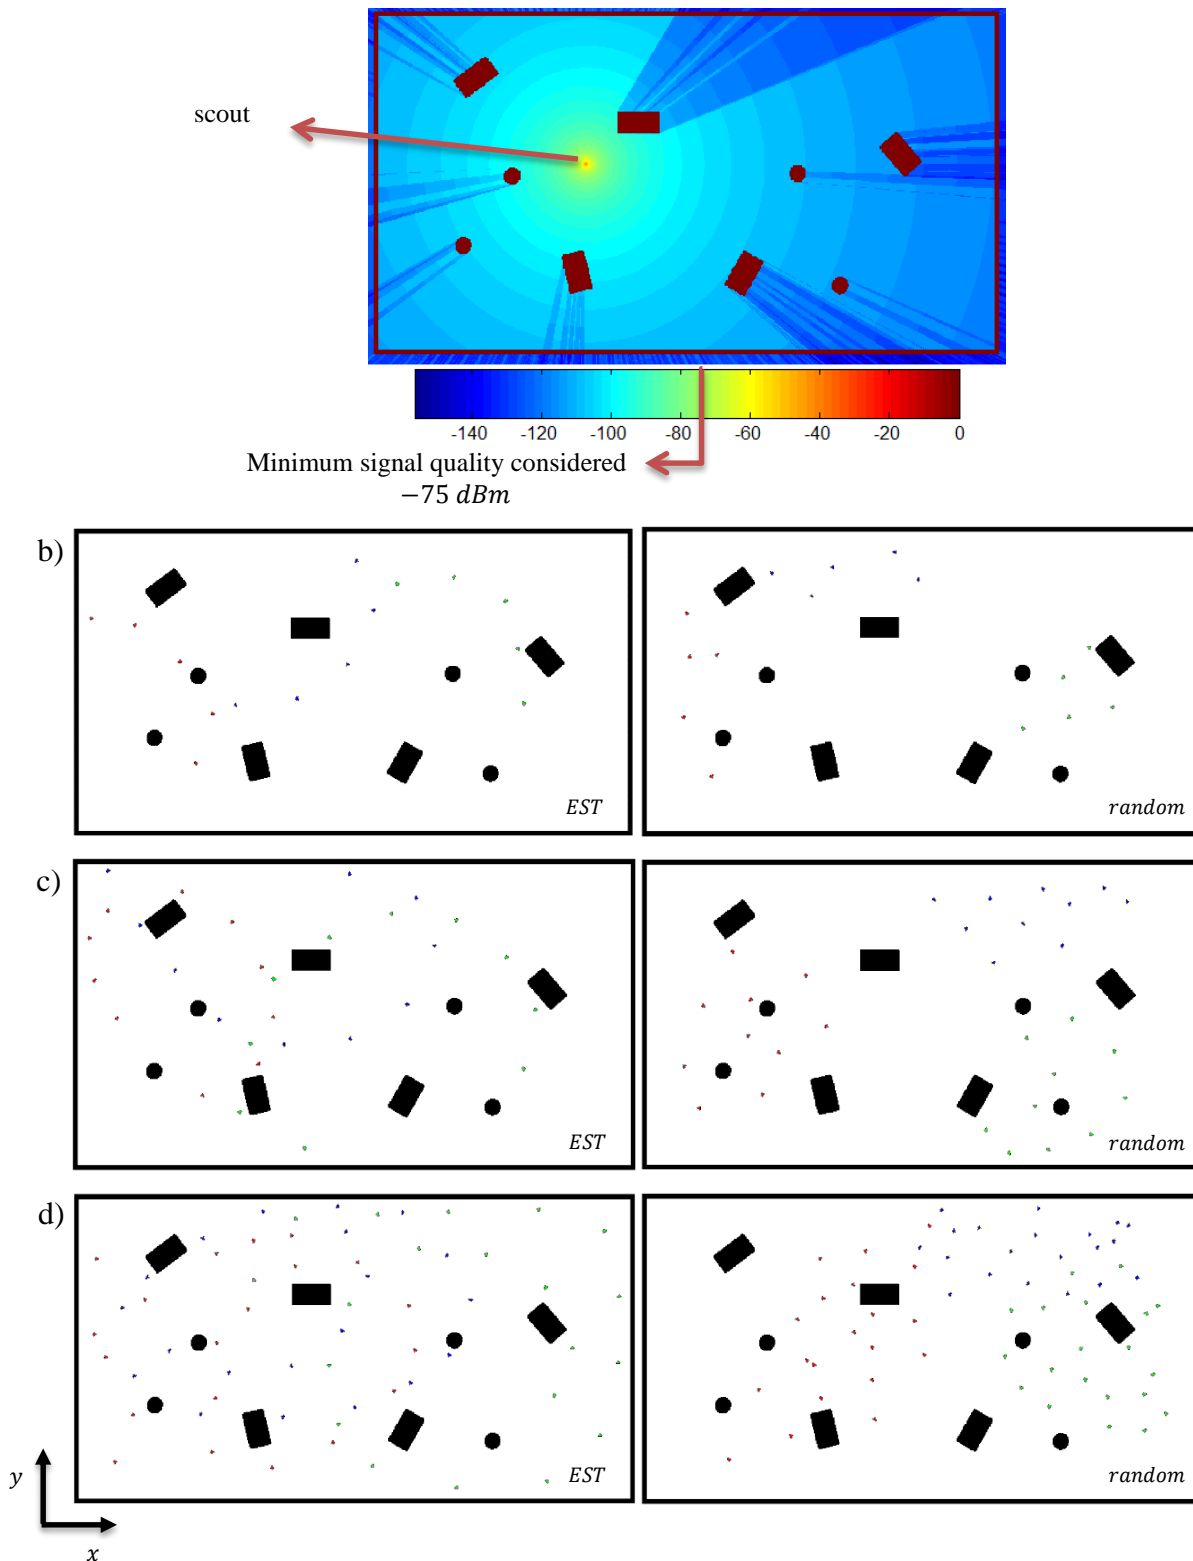 scout
-140 -120 -100 -80 -60 -40 -20 0
Minimum signal quality considered
−75 dBm
b)
EST
random
c)
EST
random
d)
EST
random
y
x